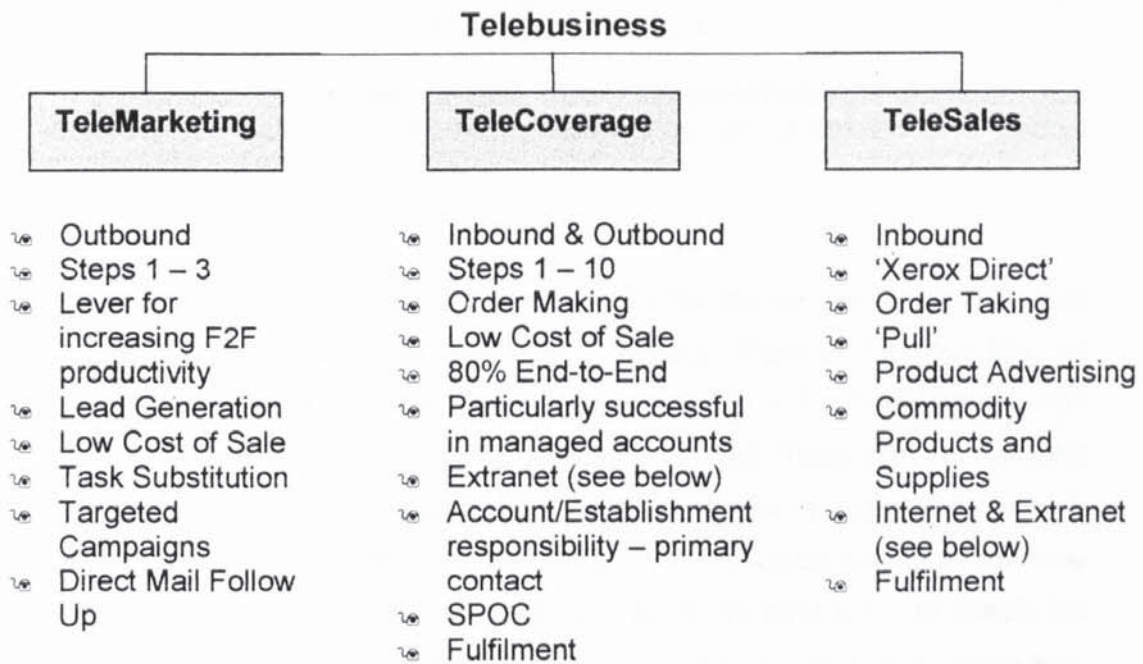 Telebusiness
TeleMarketing
Outbound
Steps 1 – 3
Lever for
increasing F2F
productivity
Lead Generation
Low Cost of Sale
Task Substitution
Targeted
Campaigns
Direct Mail Follow
Up
TeleCoverage
Inbound & Outbound
Steps 1 – 10
Order Making
Low Cost of Sale
80% End-to-End
Particularly successful
in managed accounts
Extranet (see below)
Account/Establishment
responsibility – primary
contact
SPOC
Fulfilment
TeleSales
Inbound
'Xerox Direct'
Order Taking
'Pull'
Product Advertising
Commodity
Products and
Supplies
Internet & Extranet
(see below)
Fulfilment